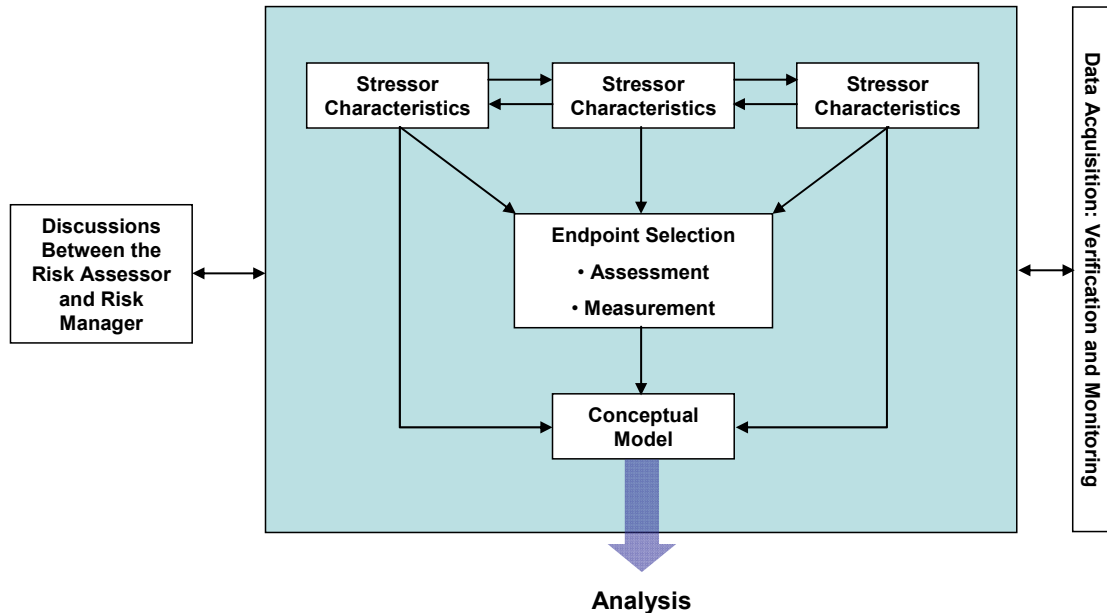 Stressor
Characteristics
Stressor
Characteristics
Stressor
Characteristics
Discussions
Between the
Risk Assessor
and Risk
Manager
Endpoint Selection
• Assessment
• Measurement
Conceptual
Model
Data Acquisition: Verification and Monitoring
Analysis